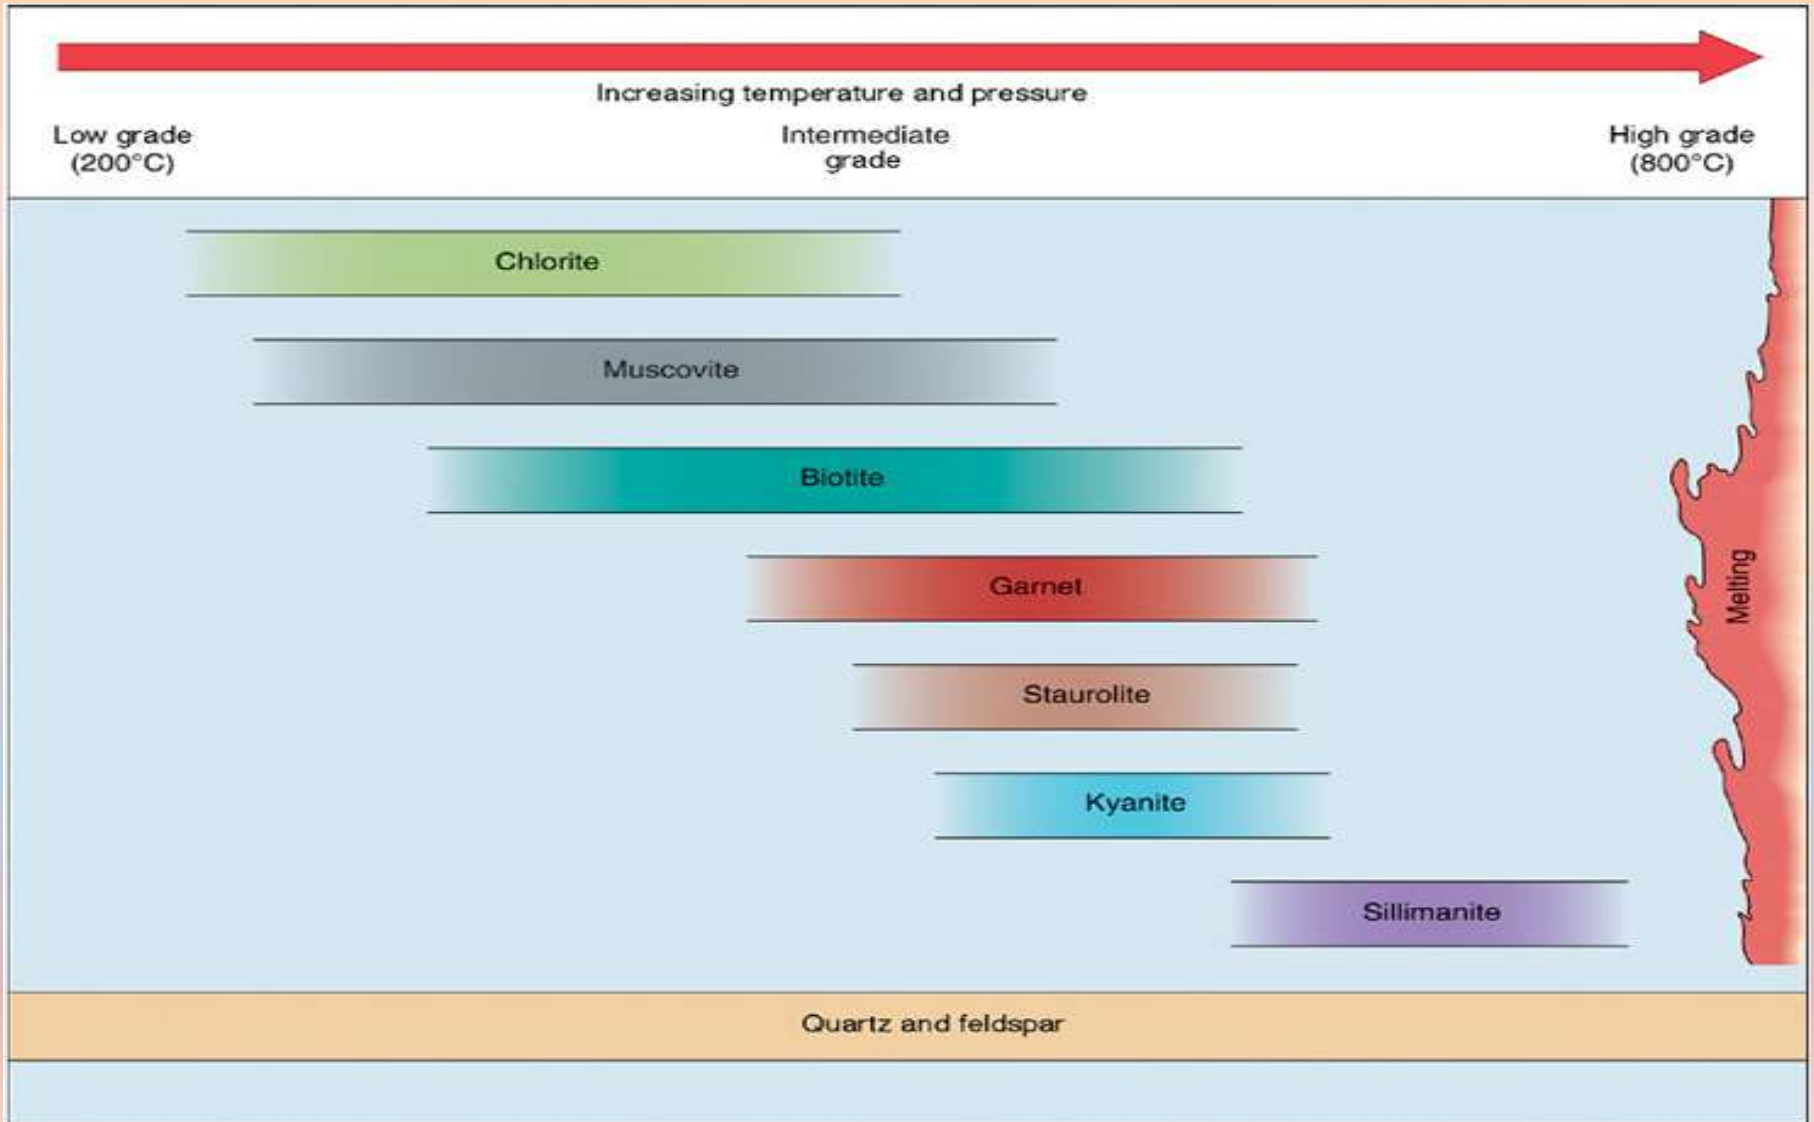 Increasing temperature and pressure
Low grade
(200°C)
Intermediate
grade
High grade
(800°C)
Chlorite
Muscovite
Biotite
Garnet
Melting
Staurolite
Kyanite
Sillimanite
Quartz and feldspar